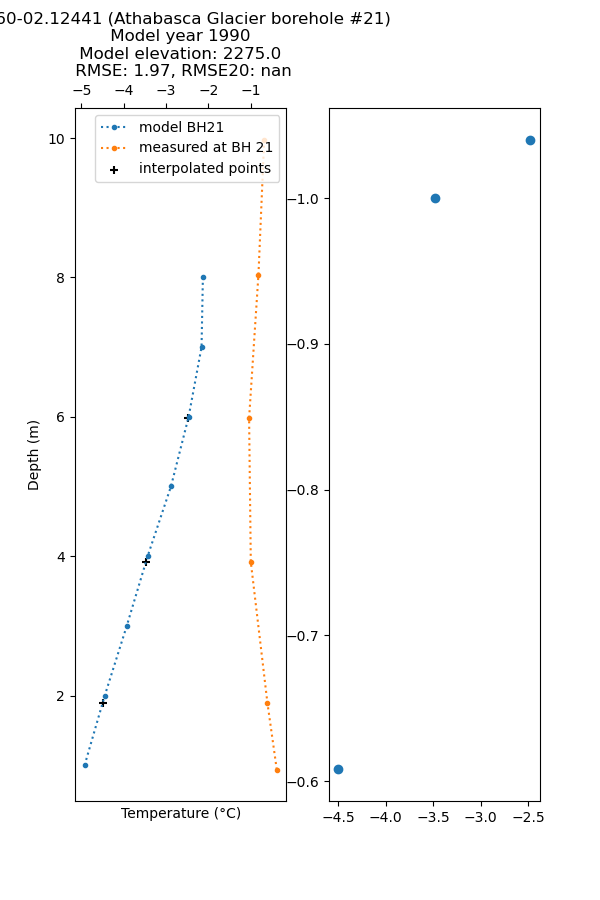 60-02.12441 (Athabasca Glacier borehole #21)
Model year 1990
Model elevation: 2275.0
RMSE: 1.97, RMSE20: nan
−5 −4 −3 −2 −1
model BH21
measured at BH 21
interpolated points
10
8
6
4
2
Depth (m)
Temperature (°C)
−1.0
−0.9
−0.8
−0.7
−0.6
−4.5 −4.0 −3.5 −3.0 −2.5